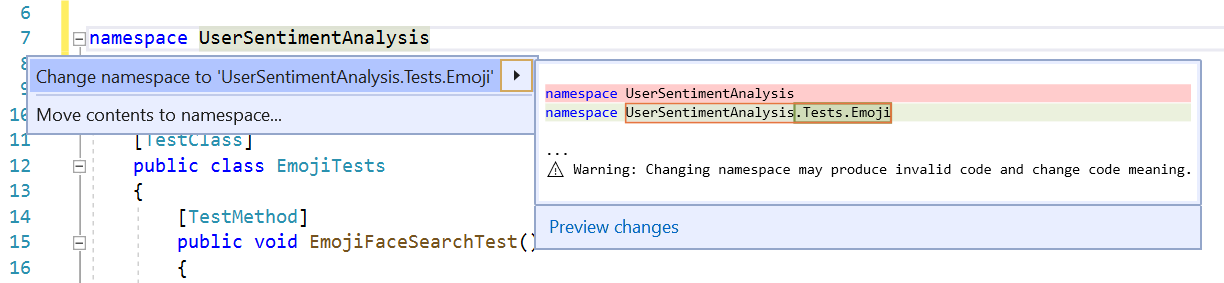 6
7 namespace UserSentimentAnalysis
8
Change namespace to 'UserSentimentAnalysis.Tests.Emoji'
9
namespace UserSentimentAnalysis
namespace UserSentimentAnalysis.Tests.Emoji
10
Move contents to namespace...
...
⚠ Warning: Changing namespace may produce invalid code and change code meaning.
Preview changes
11 [TestClass]
12 public class EmojiTests
13 {
14 [TestMethod]
15 public void EmojiFaceSearchTest()
16 {